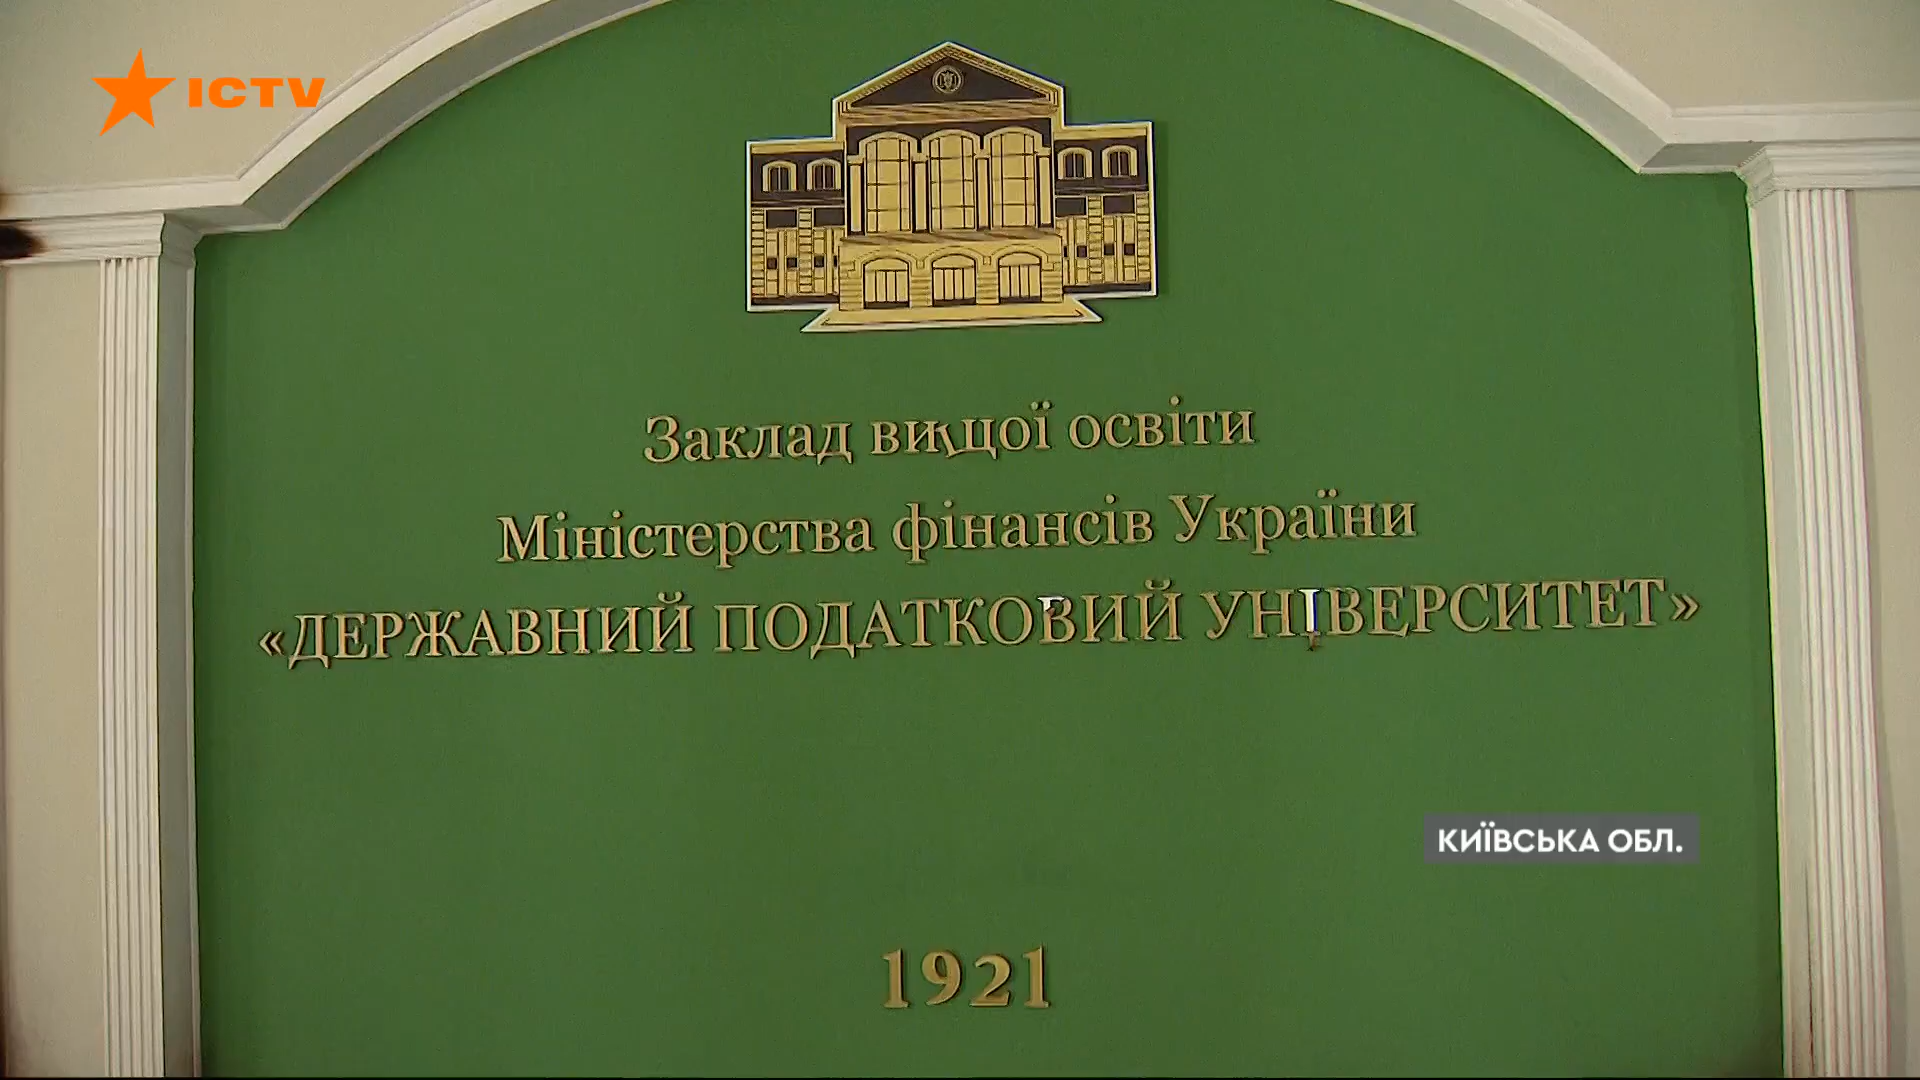 ICTV
Заклад вищої освіти
Міністерства фінансів України
«ДЕРЖАВНИЙ ПОДАТКОВИЙ УНІВЕРСИТЕТ»
КИЇВСЬКА ОБЛ.
1921